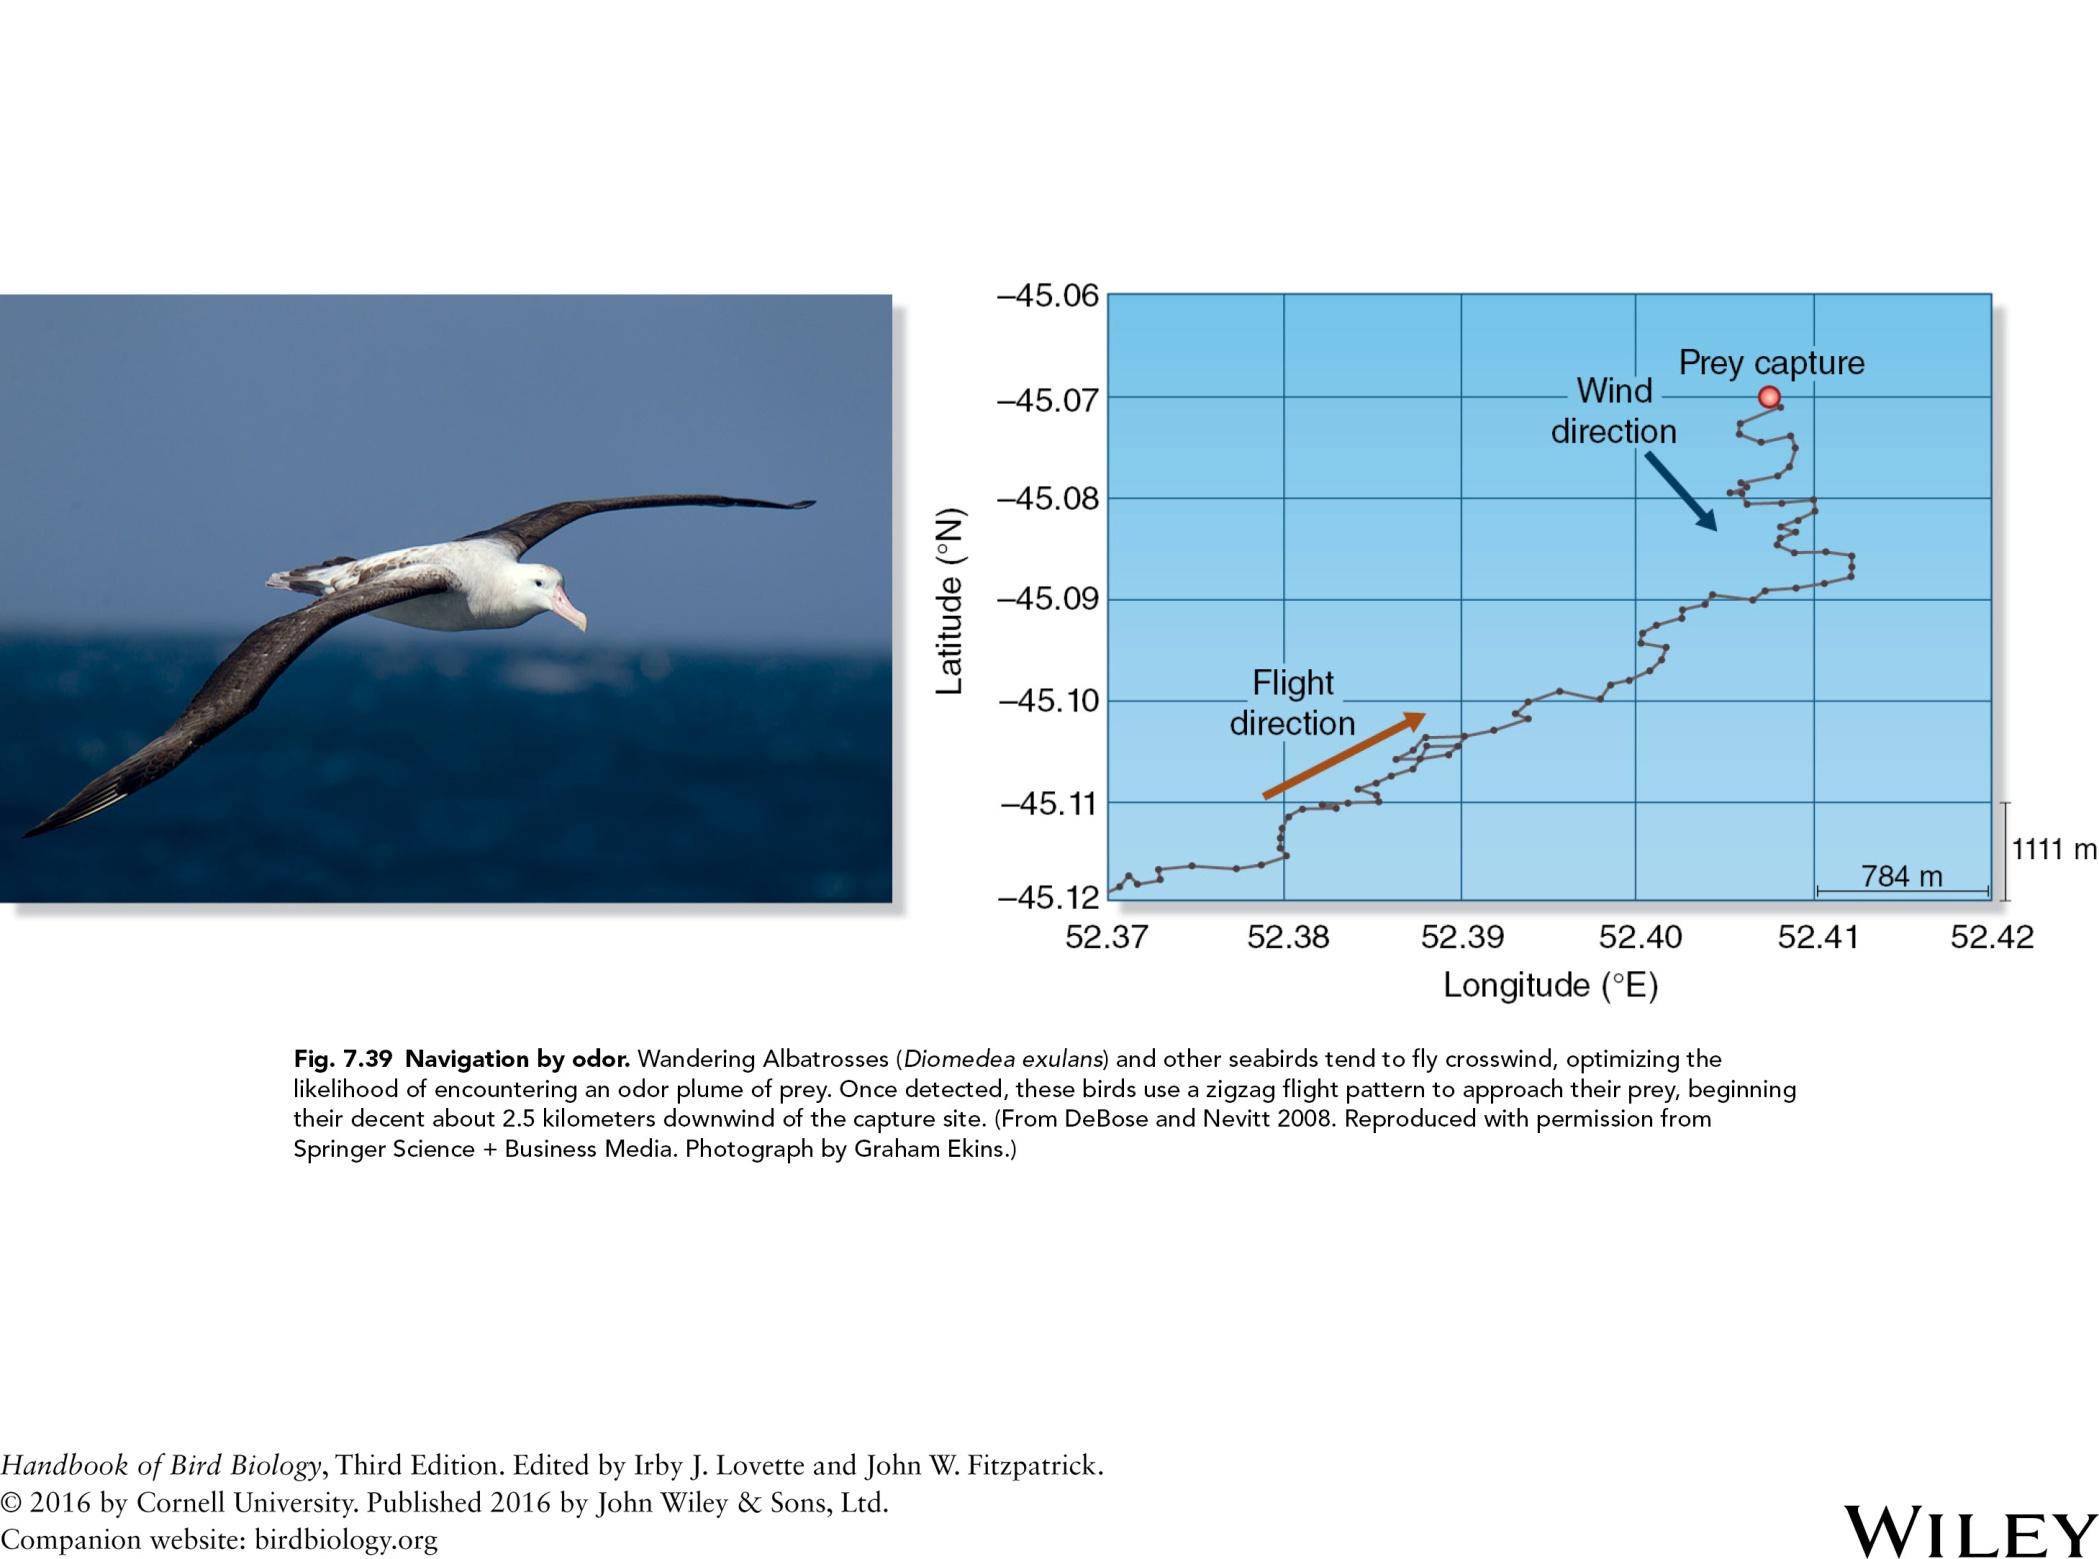 –45.06
–45.07
–45.08
–45.09
–45.10
–45.11
–45.12
Latitude (°N)
Prey capture
Wind
direction
Flight
direction
1111 m
784 m
52.37 52.38 52.39 52.40 52.41 52.42
Longitude (°E)
Fig. 7.39 Navigation by odor. Wandering Albatrosses (Diomedea exulans) and other seabirds tend to fly crosswind, optimizing the
likelihood of encountering an odor plume of prey. Once detected, these birds use a zigzag flight pattern to approach their prey, beginning
their decent about 2.5 kilometers downwind of the capture site. (From DeBose and Nevitt 2008. Reproduced with permission from
Springer Science + Business Media. Photograph by Graham Ekins.)
Handbook of Bird Biology, Third Edition. Edited by Irby J. Lovette and John W. Fitzpatrick.
© 2016 by Cornell University. Published 2016 by John Wiley & Sons, Ltd.
Companion website: birdbiology.org
WILEY